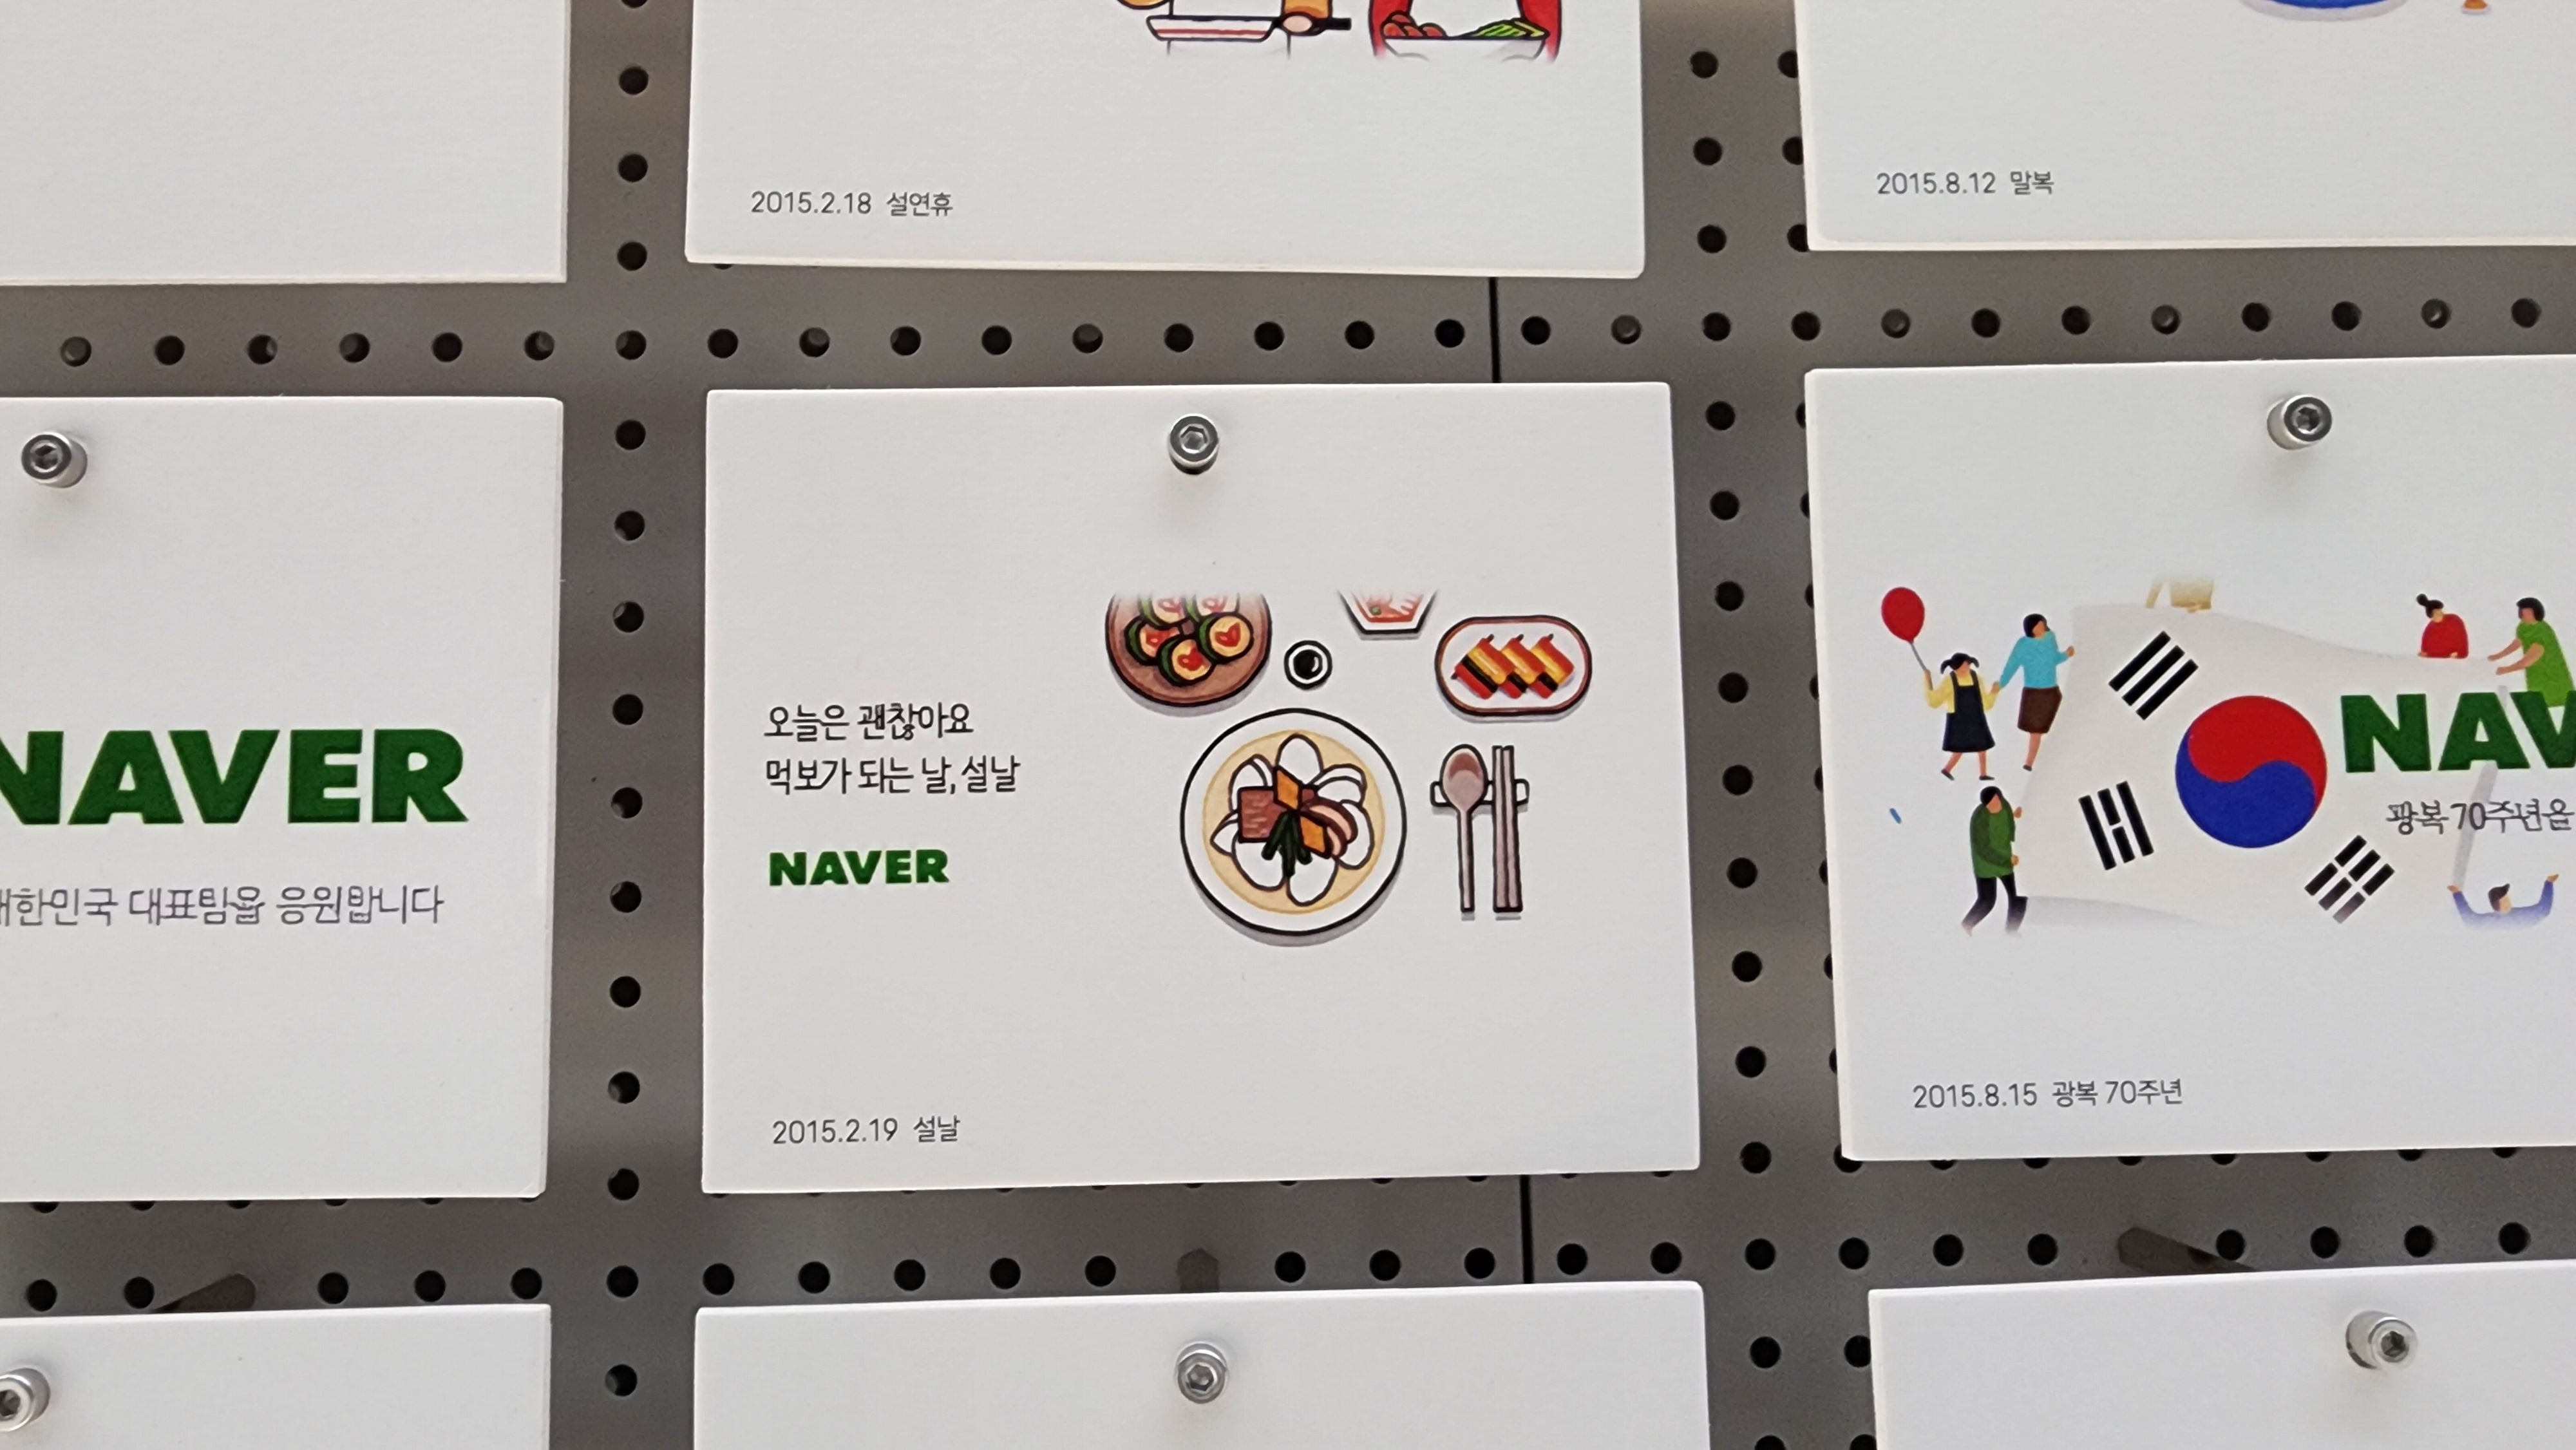 2015.2.18 설연휴
2015.8.12 말복
NAVER
대한민국 대표팀을 응원합니다
오늘은 괜찮아요
먹보가 되는 날, 설날
NAVER
2015.2.19 설날
NAV
광복 70주년을
2015.8.15 광복 70주년